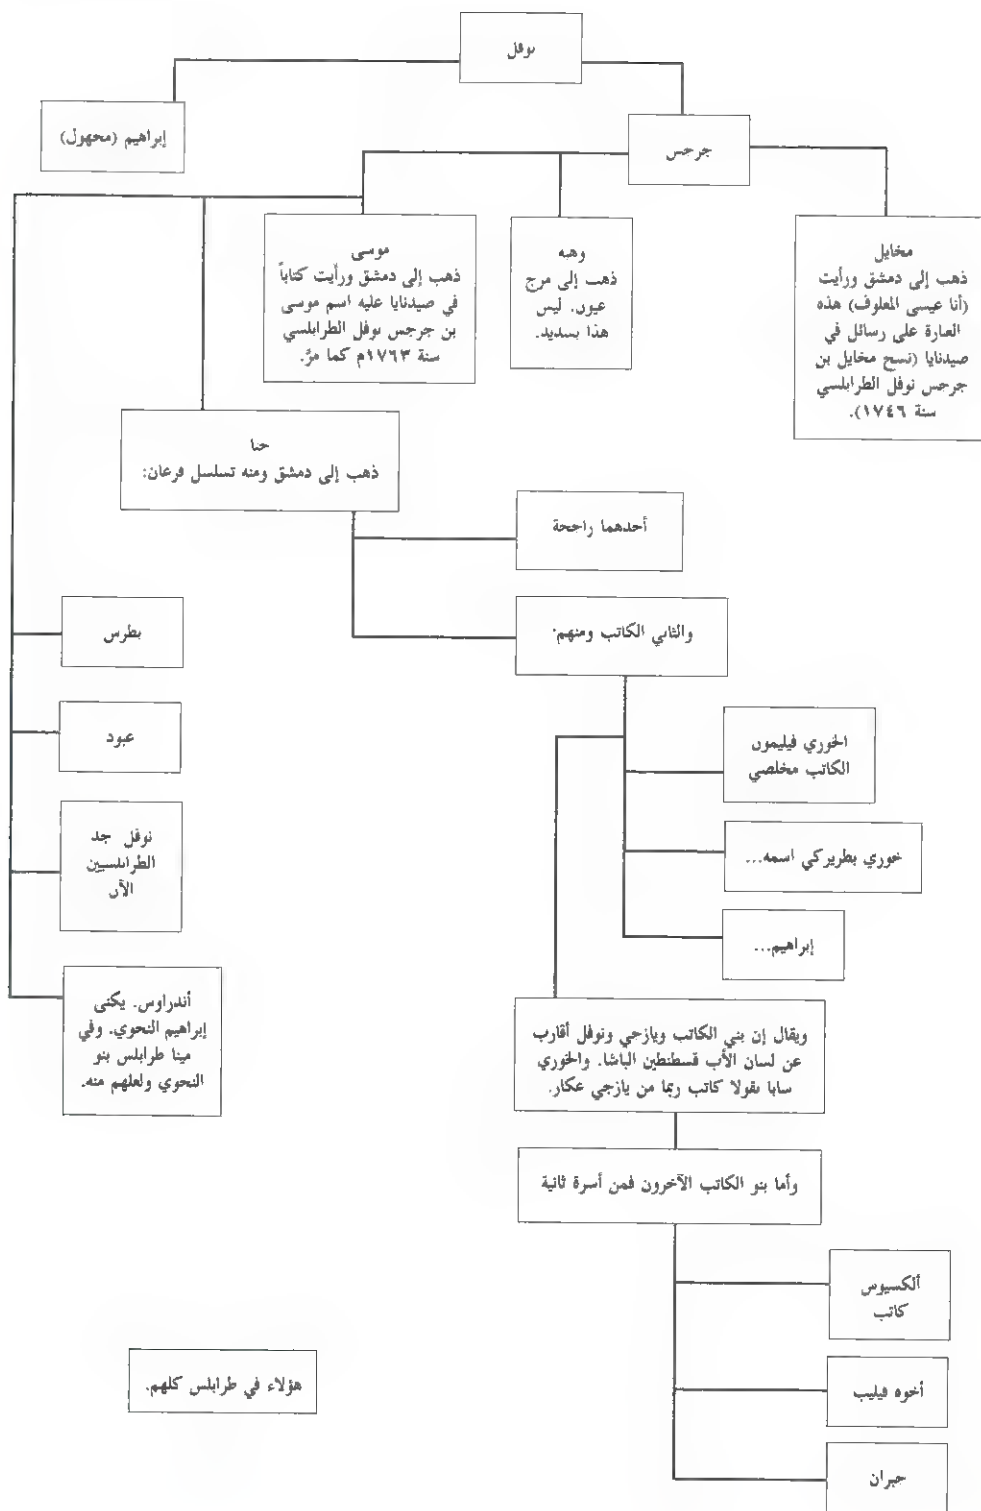 نوفل
إبراهيم (مجهول)
جرجس
مخايل
ذهب إلى دمشق ورأيت
(أنا عيسى المعلوف) هذه
العبارة على رسائل في
صيدنايا (نسخ مخايل بن
جرجس نوفل الطرابلسي
سنة ١٧٤٦).
وهبه
ذهب إلى مرج
عيون. ليس
هذا بسديد.
موسى
ذهب إلى دمشق ورأيت كتاباً
في صيدنايا عليه اسم موسى
بن جرجس نوفل الطرابلسي
سنة ١٧٦٣م كما مرّ.
حنا
ذهب إلى دمشق ومنه تسلسل فرعان:
أحدهما راجحة
والثاني الكاتب ومنهم:
بطرس
عبود
نوفل جد
الطرابلسيين
الآن
أندراوس. يكنى
إبراهيم النحوي. وفي
مينا طرابلس بنو
النحوي ولعلهم منه.
الخوري فيليمون
الكاتب مخلصي
خوري بطريركي اسمه...
إبراهيم...
ويقال إن بني الكاتب ويازجي ونوفل أقارب
عن لسان الأب قسطنطين الباشا. والخوري
سابا نقولا كاتب ربما من يازجي عكار.
وأما بنو الكاتب الآخرون فمن أسرة ثانية
ألكسيوس
كاتب
أخوه فيليب
جبران
هؤلاء في طرابلس كلهم.